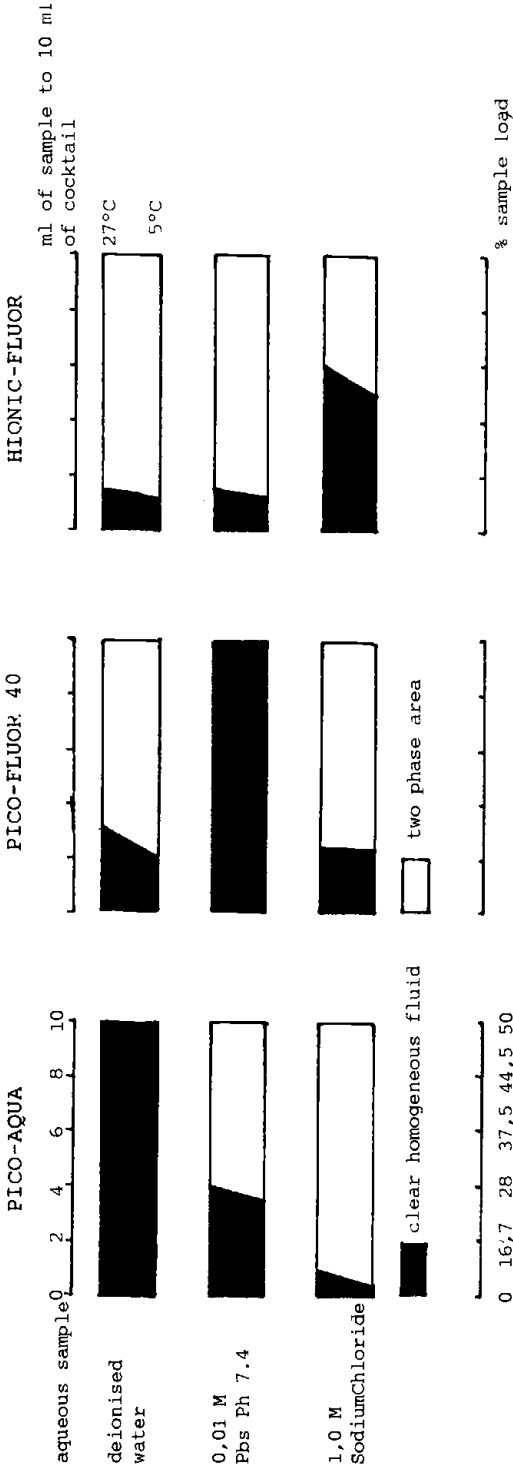 PICO-AQUA
PICO-FLUOR 40
HIONIC-FLUOR
aqueous sample
0 2 4 6 8 10
ml of sample to 10 ml
of cocktail
deionised
water
27°C
5°C
0,01 M
Pbs Ph 7.4
1,0 M
SodiumChloride
clear homogeneous fluid
two phase area
0 16,7 28 37,5 44,5 50
% sample load